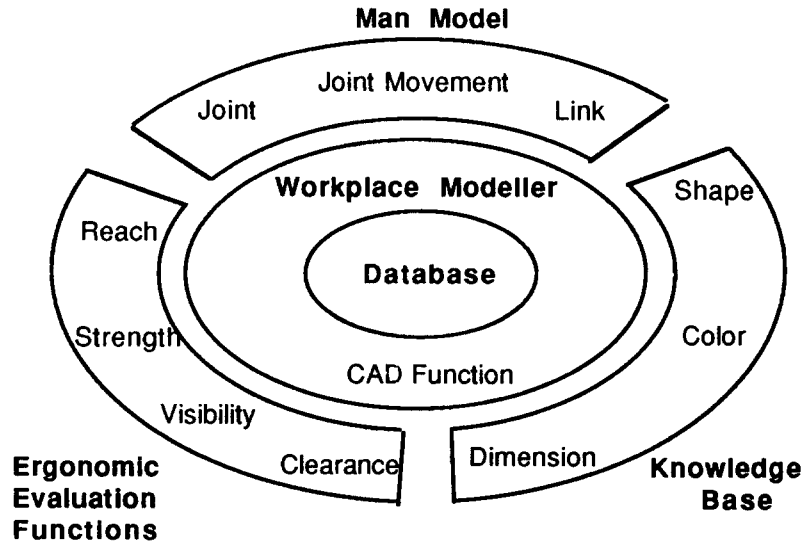 Man Model
Joint Movement
Joint
Link
Workplace Modeller
Shape
Reach
Database
Strength
Color
CAD Function
Visibility
Clearance
Dimension
Ergonomic
Evaluation
Functions
Knowledge
Base